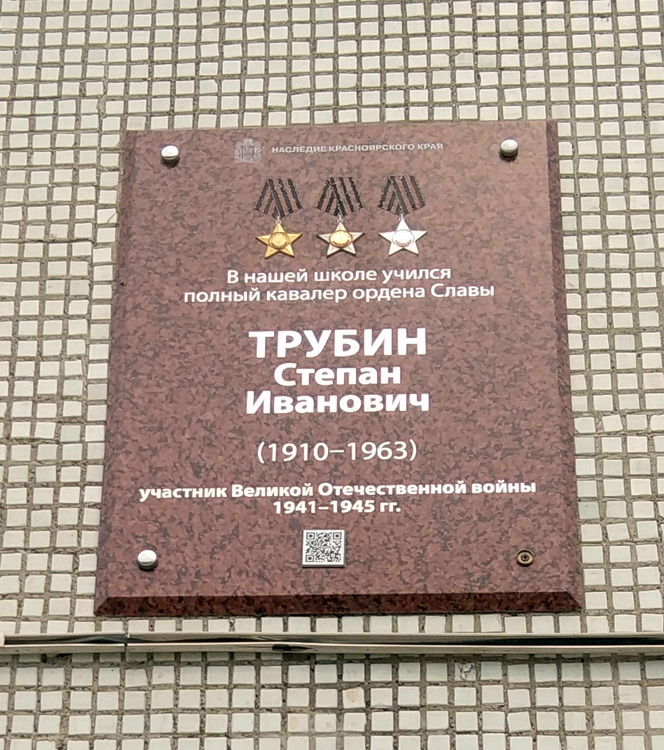 НАСЛЕДИЕ КРАСНОЯРСКОГО КРАЯ
В нашей школе учился
полный кавалер ордена Славы
ТРУБИН
Степан
Иванович
(1910–1963)
участник Великой Отечественной войны
1941–1945 гг.